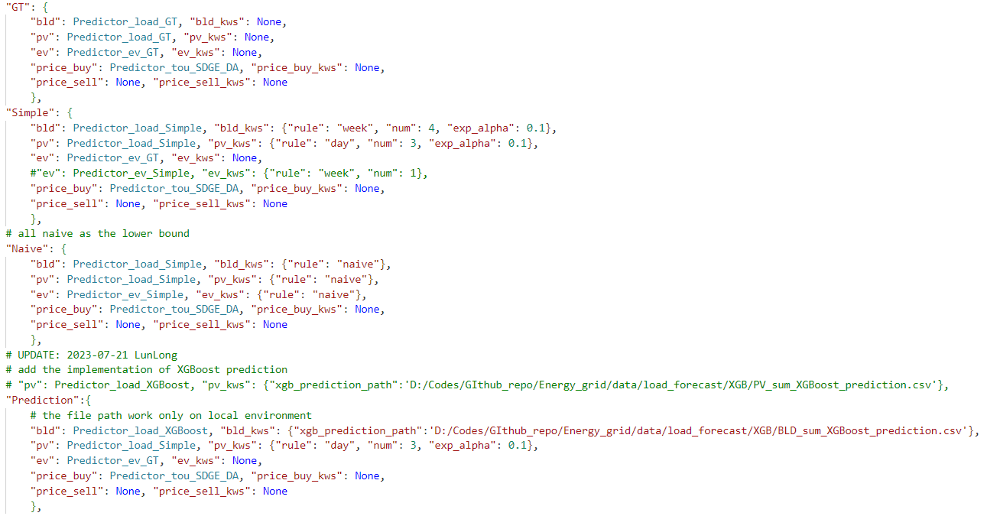 "GT": {
    "bld": Predictor_load_GT, "bld_kws": None,
    "pv": Predictor_load_GT, "pv_kws": None,
    "ev": Predictor_ev_GT, "ev_kws": None,
    "price_buy": Predictor_tou_SDGE_DA, "price_buy_kws": None,
    "price_sell": None, "price_sell_kws": None
    },
"Simple": {
    "bld": Predictor_load_Simple, "bld_kws": {"rule": "week", "num": 4, "exp_alpha": 0.1},
    "pv": Predictor_load_Simple, "pv_kws": {"rule": "day", "num": 3, "exp_alpha": 0.1},
    "ev": Predictor_ev_GT, "ev_kws": None,
    #"ev": Predictor_ev_Simple, "ev_kws": {"rule": "week", "num": 1},
    "price_buy": Predictor_tou_SDGE_DA, "price_buy_kws": None,
    "price_sell": None, "price_sell_kws": None
    },
# all naive as the lower bound
"Naive": {
    "bld": Predictor_load_Simple, "bld_kws": {"rule": "naive"},
    "pv": Predictor_load_Simple, "pv_kws": {"rule": "naive"},
    "ev": Predictor_ev_Simple, "ev_kws": {"rule": "naive"},
    "price_buy": Predictor_tou_SDGE_DA, "price_buy_kws": None,
    "price_sell": None, "price_sell_kws": None
    },
# UPDATE: 2023-07-21 LunLong
# add the implementation of XGBoost prediction
# "pv": Predictor_load_XGBoost, "pv_kws": {"xgb_prediction_path":'D:/Codes/GIthub_repo/Energy_grid/data/load_forecast/XGB/PV_sum_XGBoost_prediction.csv'},
"Prediction":{
    # the file path work only on local environment
    "bld": Predictor_load_XGBoost, "bld_kws": {"xgb_prediction_path":'D:/Codes/GIthub_repo/Energy_grid/data/load_forecast/XGB/BLD_sum_XGBoost_prediction.csv'},
    "pv": Predictor_load_Simple, "pv_kws": {"rule": "day", "num": 3, "exp_alpha": 0.1},
    "ev": Predictor_ev_GT, "ev_kws": None,
    "price_buy": Predictor_tou_SDGE_DA, "price_buy_kws": None,
    "price_sell": None, "price_sell_kws": None
    },